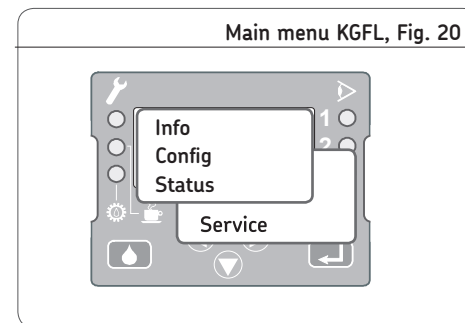 Main menu KGFL, Fig. 20
Info
1
Config
2
Status
Service